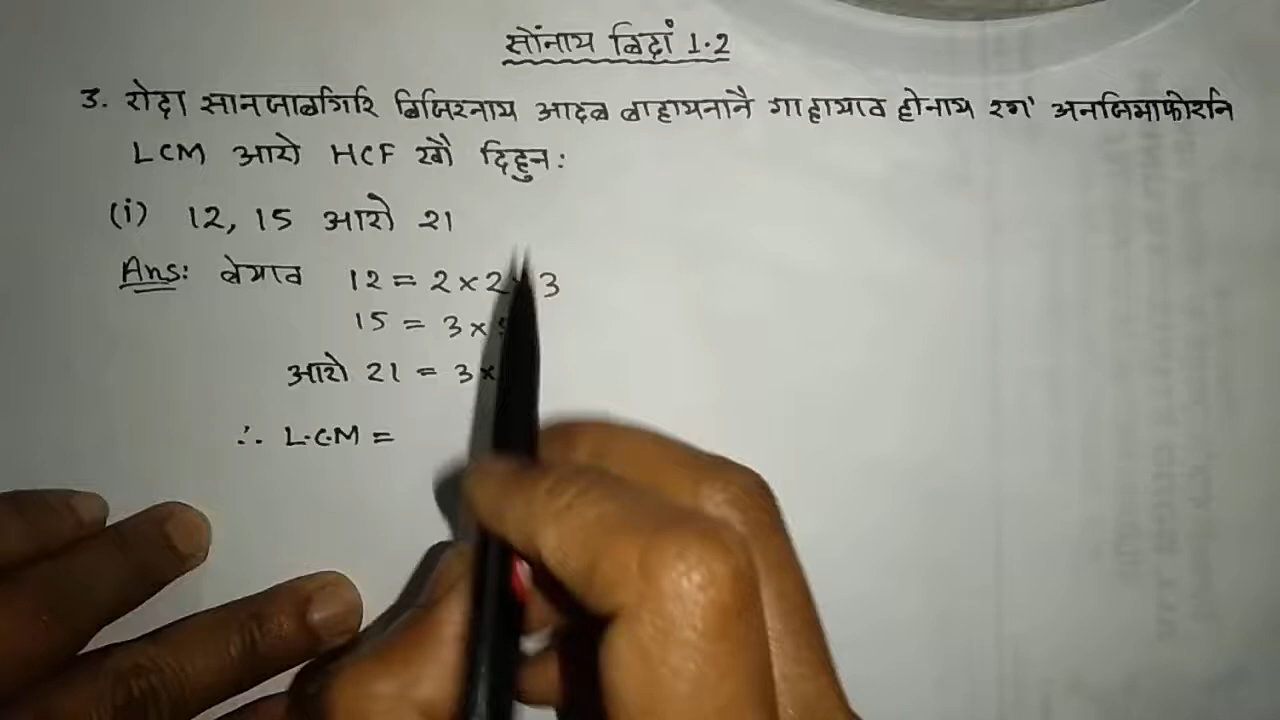 सोंनाय बिदां 1.2
3. रोदा सानजाबगिरि बिजिरनाय आदब बाहायनानै गाहायाव होनाय रग' अनजिमाफोरनि
LCM आरो HCF खौ दिहुन:
(i) 12, 15 आरो 21
Ans: बेयाव 12 = 2 × 2 × 3
15 = 3 ×
आरो 21 = 3 ×
∴ L.C.M =